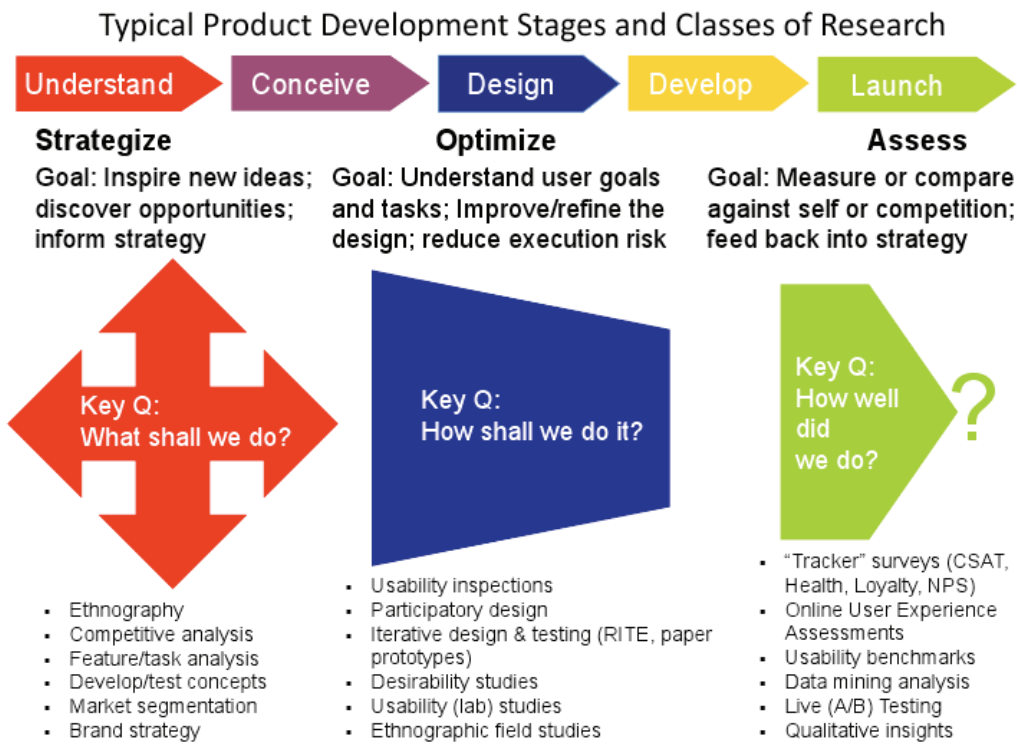 Typical Product Development Stages and Classes of Research
Understand
Conceive
Design
Develop
Launch
Strategize
Goal: Inspire new ideas;
discover opportunities;
inform strategy
Optimize
Goal: Understand user goals
and tasks; Improve/refine the
design; reduce execution risk
Assess
Goal: Measure or compare
against self or competition;
feed back into strategy
Key Q:
What shall we do?
Key Q:
How shall we do it?
Key Q:
How well
did
we do?
?
▪ Ethnography
▪ Competitive analysis
▪ Feature/task analysis
▪ Develop/test concepts
▪ Market segmentation
▪ Brand strategy
▪ Usability inspections
▪ Participatory design
▪ Iterative design & testing (RITE, paper
prototypes)
▪ Desirability studies
▪ Usability (lab) studies
▪ Ethnographic field studies
▪ “Tracker” surveys (CSAT,
Health, Loyalty, NPS)
▪ Online User Experience
Assessments
▪ Usability benchmarks
▪ Data mining analysis
▪ Live (A/B) Testing
▪ Qualitative insights